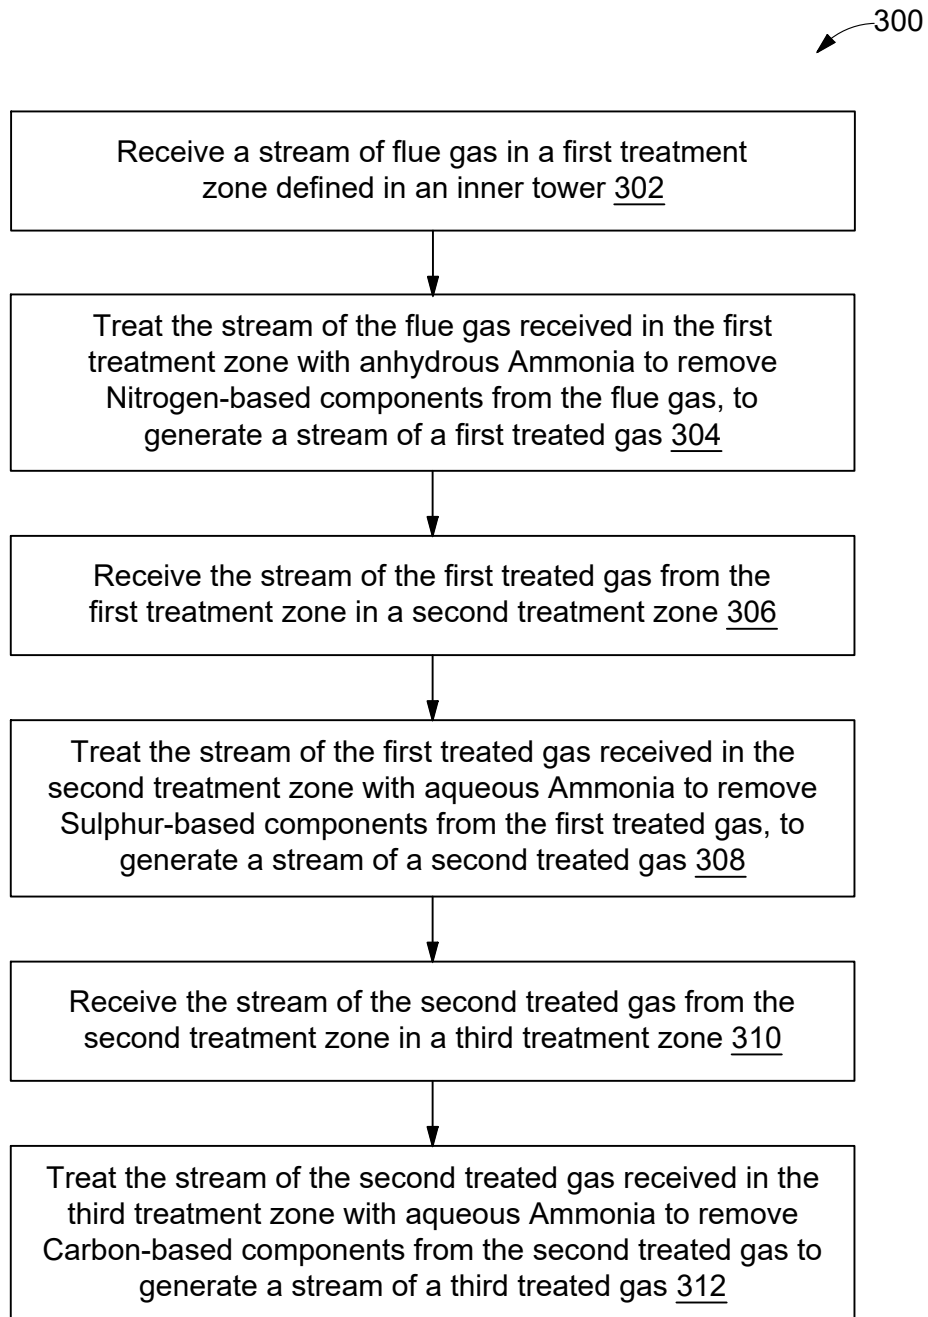 300
Receive a stream of flue gas in a first treatment
zone defined in an inner tower 302
Treat the stream of the flue gas received in the first
treatment zone with anhydrous Ammonia to remove
Nitrogen-based components from the flue gas, to
generate a stream of a first treated gas 304
Receive the stream of the first treated gas from the
first treatment zone in a second treatment zone 306
Treat the stream of the first treated gas received in the
second treatment zone with aqueous Ammonia to remove
Sulphur-based components from the first treated gas, to
generate a stream of a second treated gas 308
Receive the stream of the second treated gas from the
second treatment zone in a third treatment zone 310
Treat the stream of the second treated gas received in the
third treatment zone with aqueous Ammonia to remove
Carbon-based components from the second treated gas to
generate a stream of a third treated gas 312